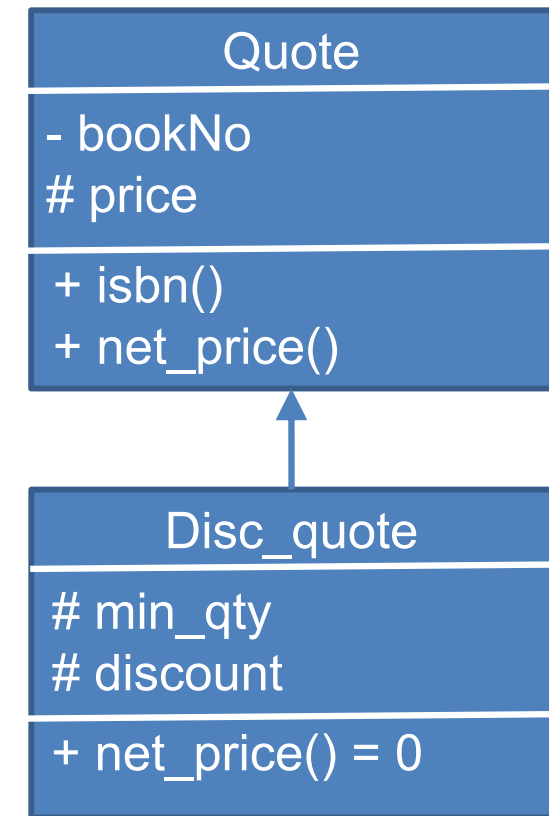 Quote
- bookNo
# price
+ isbn()
+ net_price()
Disc_quote
# min_qty
# discount
+ net_price() = 0